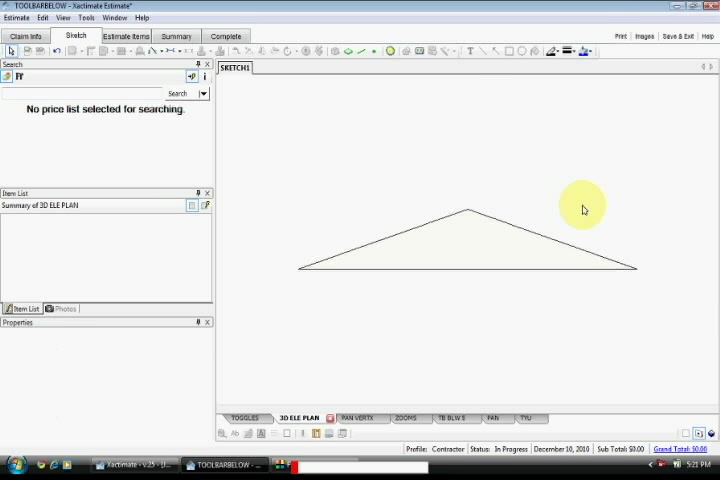 TOOLBARBELOW - Xactimate Estimate*
Estimate Edit View Tools Window Help
Claim Info Sketch Estimate Items Summary Complete
Print Images Save & Exit Help
Search
Search
No price list selected for searching.
SKETCH1
Item List
Summary of 3D ELE PLAN
Item List Photos
Properties
TOGGLES 3D ELE PLAN PAN VERTX ZOOMS TB BLW S PAN TYU
Profile: Contractor Status: In Progress December 10, 2010 Sub Total: $0.00 Grand Total: $0.00
Xactimate - v.25 - [J... TOOLBARBELOW - ... 5:21 PM